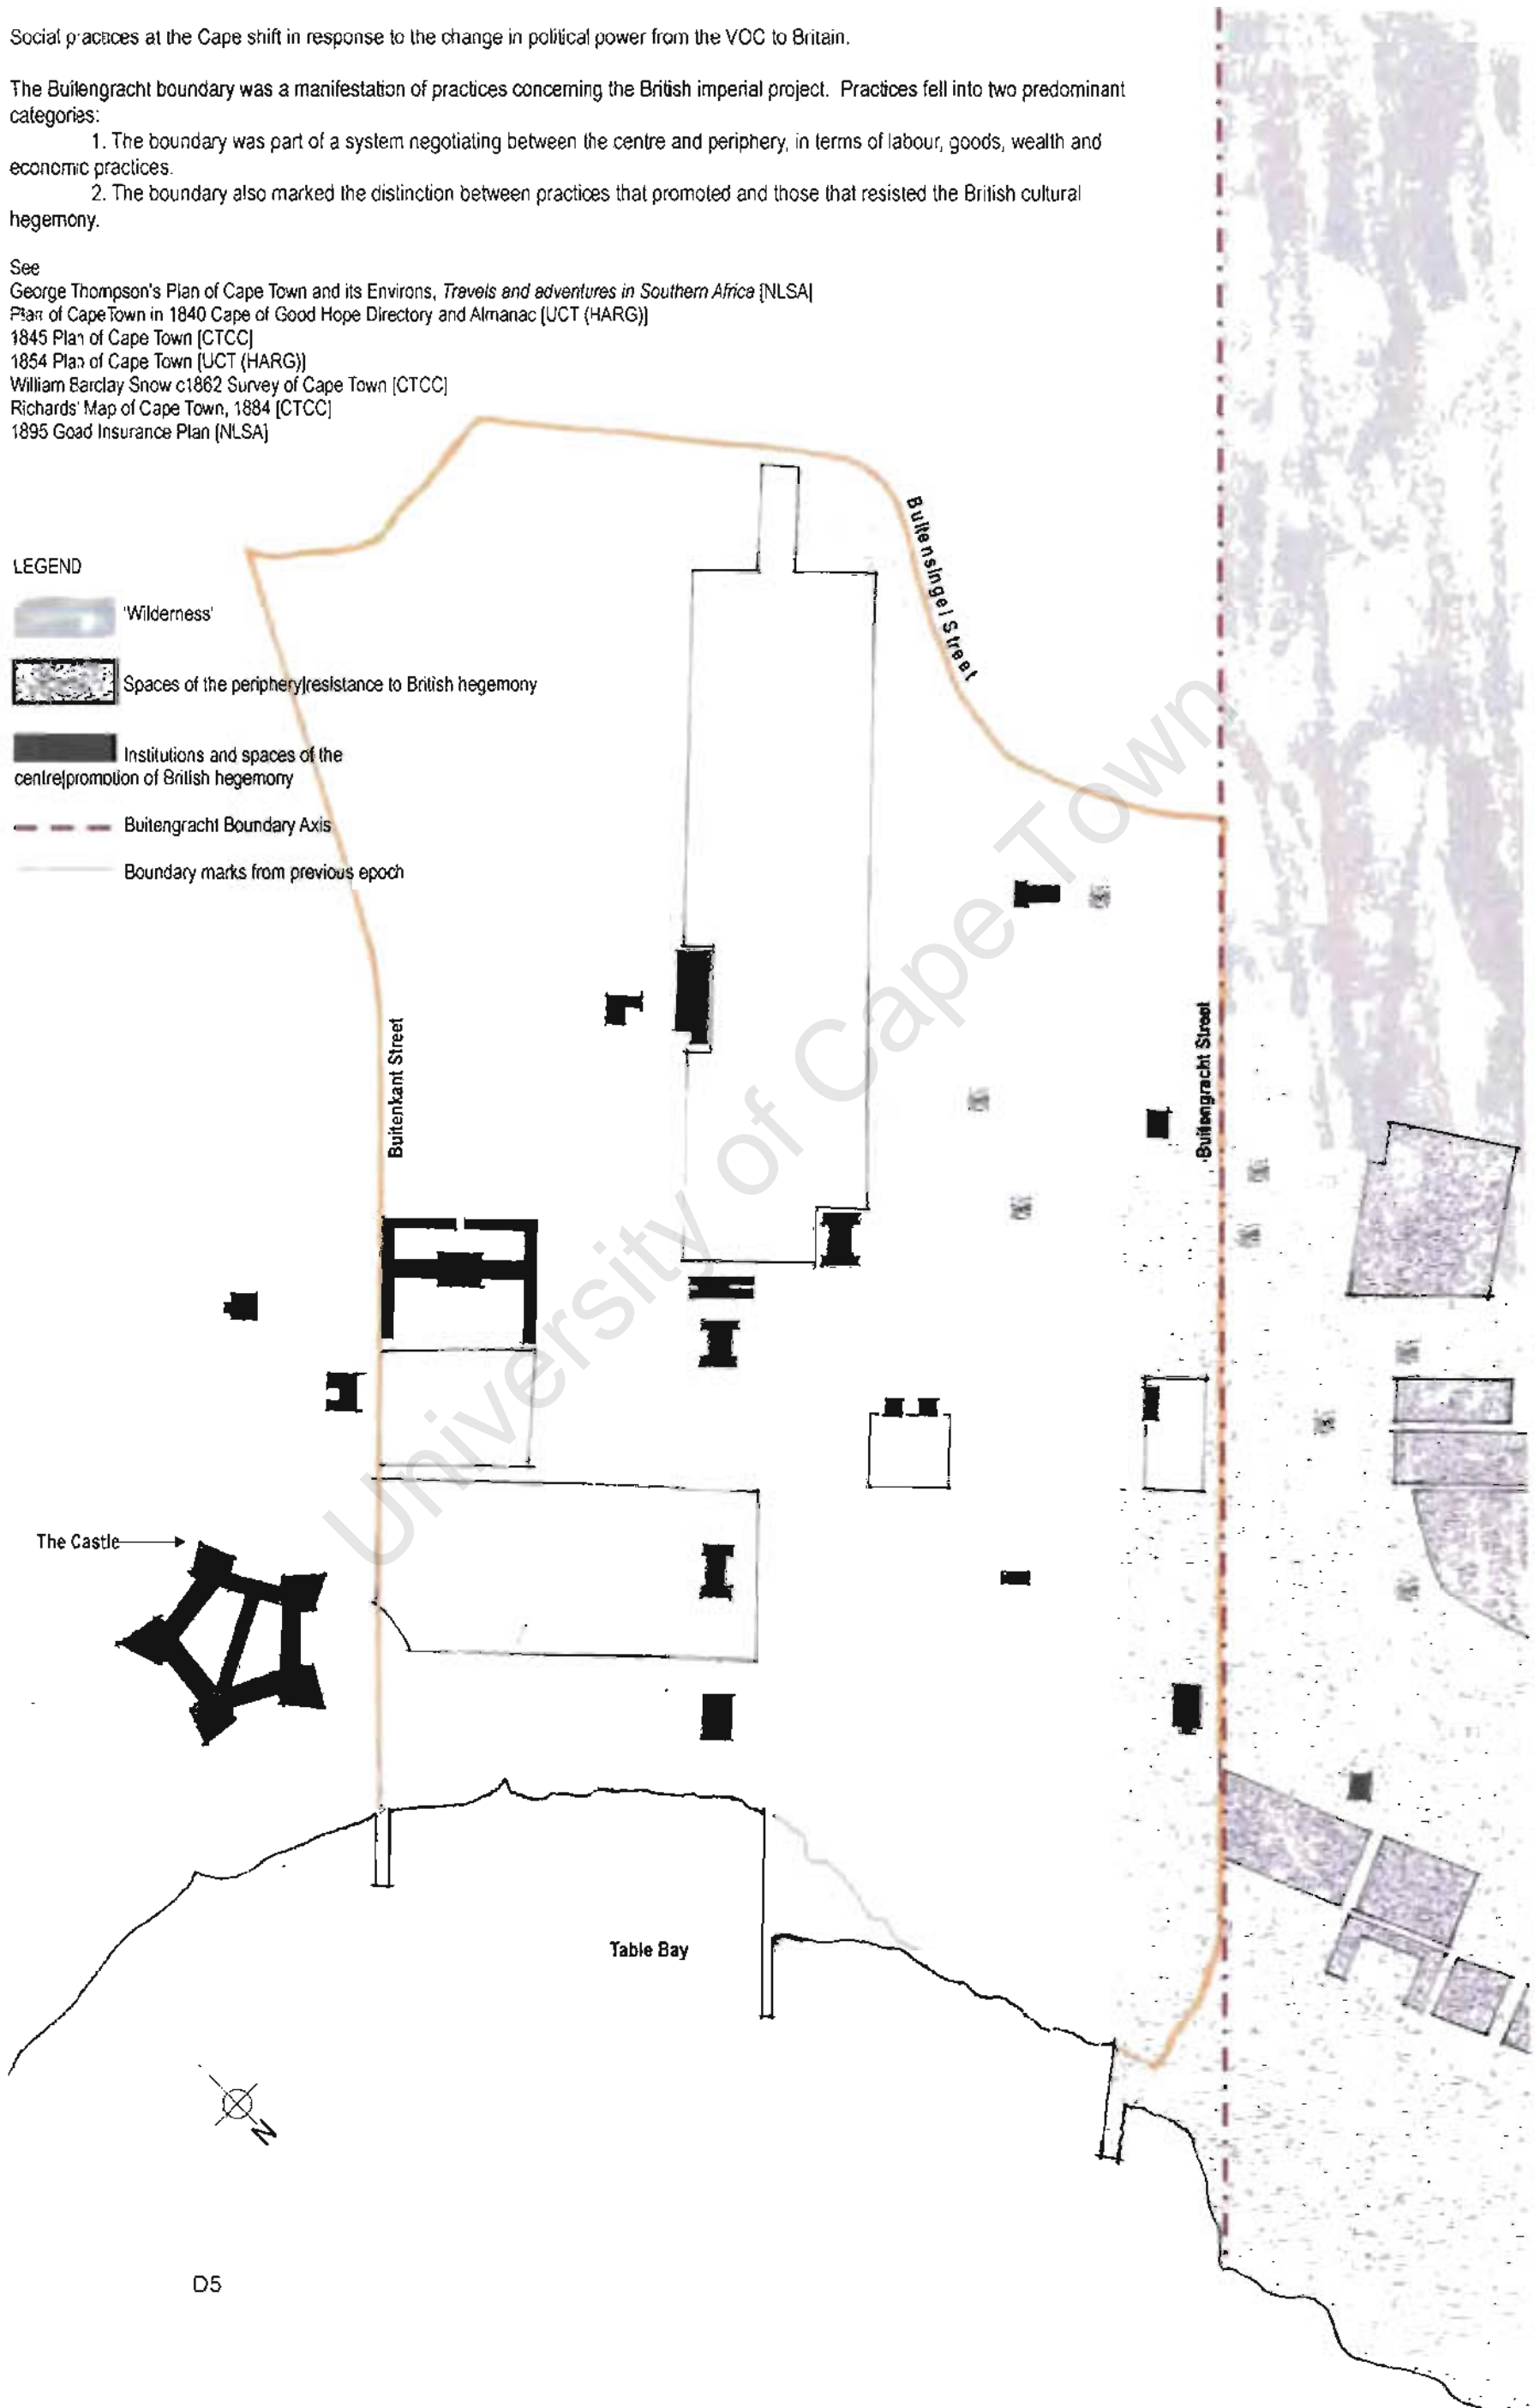 Social practices at the Cape shift in response to the change in political power from the VOC to Britain.
The Buitengracht boundary was a manifestation of practices concerning the British imperial project. Practices fell into two predominant
categories:
1. The boundary was part of a system negotiating between the centre and periphery, in terms of labour, goods, wealth and
economic practices.
2. The boundary also marked the distinction between practices that promoted and those that resisted the British cultural
hegemony.
See
George Thompson's Plan of Cape Town and its Environs, Travels and adventures in Southern Africa [NLSA]
Plan of CapeTown in 1840 Cape of Good Hope Directory and Almanac [UCT (HARG)]
1845 Plan of Cape Town [CTCC]
1854 Plan of Cape Town [UCT (HARG)]
William Barclay Snow c1862 Survey of Cape Town [CTCC]
Richards' Map of Cape Town, 1884 [CTCC]
1895 Goad Insurance Plan [NLSA]
Buitensingel Street
LEGEND
'Wilderness'
Spaces of the periphery|resistance to British hegemony
Institutions and spaces of the
centre|promotion of British hegemony
Buitengracht Boundary Axis
Boundary marks from previous epoch
Buitenkant Street
Buitengracht Street
University of Cape Town
The Castle
Table Bay
N
D5